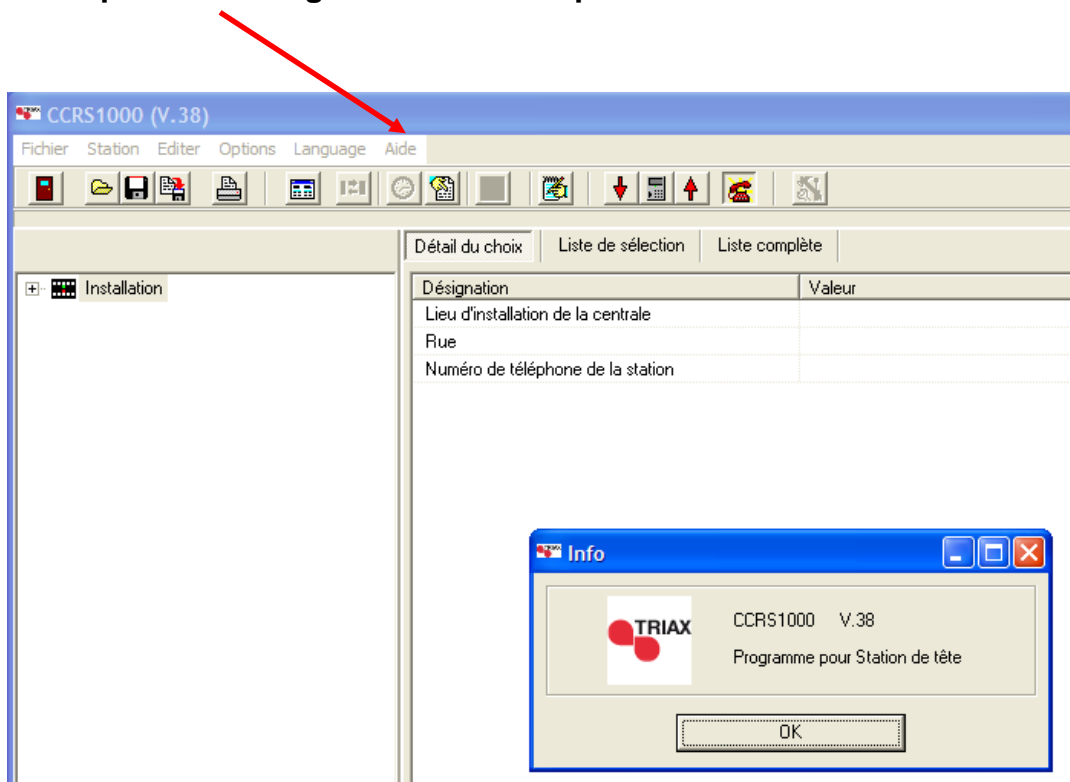 CCRS1000 (V.38)
Fichier Station Editer Options Language Aide
Détail du choix Liste de sélection Liste complète
Installation
Désignation Valeur
Lieu d'installation de la centrale
Rue
Numéro de téléphone de la station
Info
TRIAX
CCRS1000 V.38
Programme pour Station de tête
OK